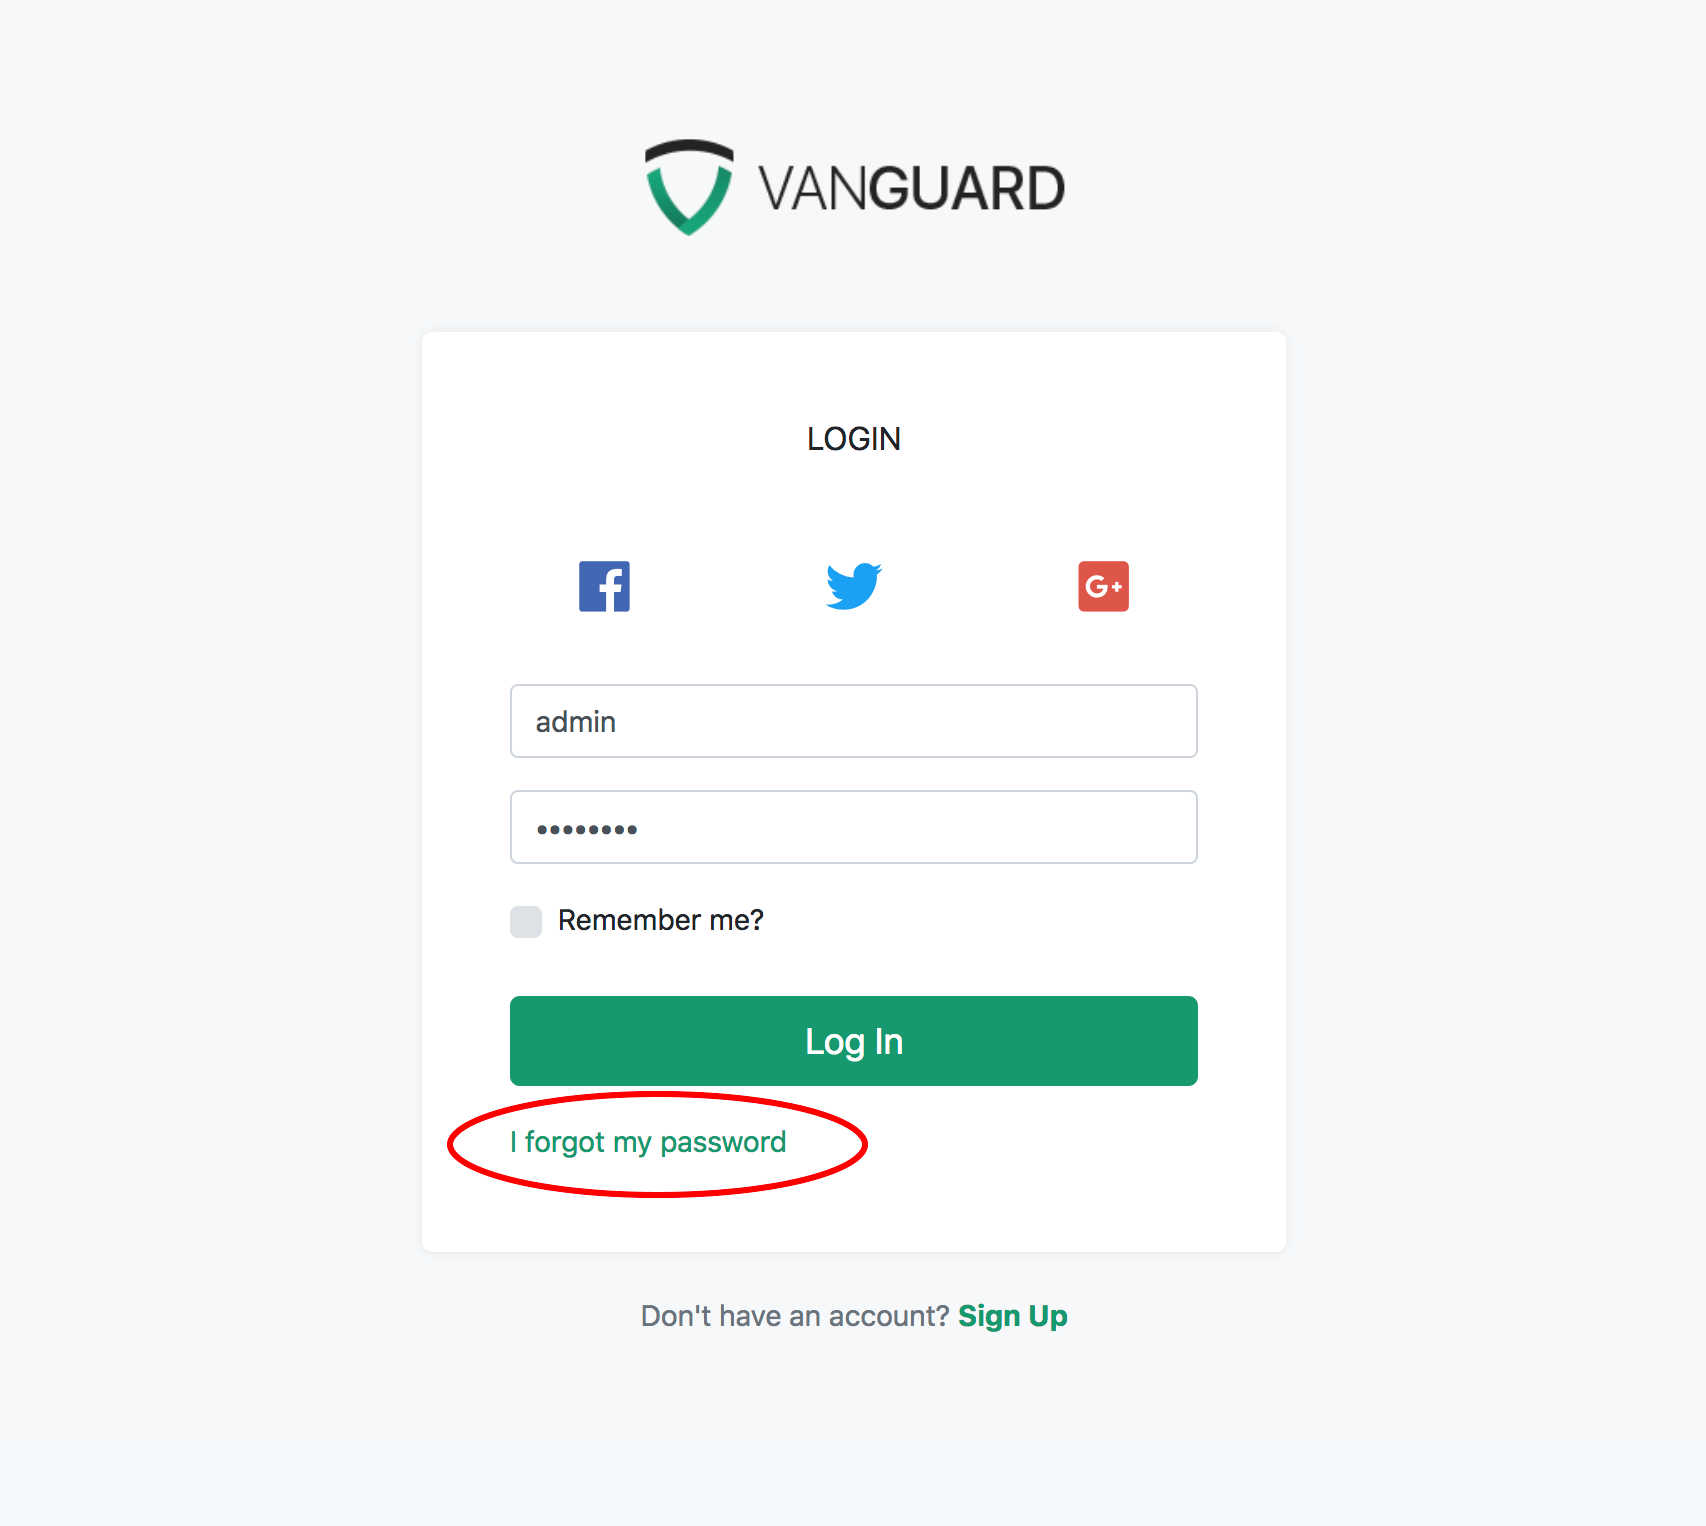 VANGUARD
LOGIN
G+
admin
••••••••
Remember me?
Log In
I forgot my password
Don't have an account? Sign Up